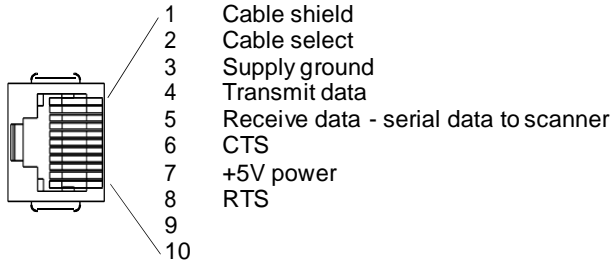 1 Cable shield
2 Cable select
3 Supply ground
4 Transmit data
5 Receive data - serial data to scanner
6 CTS
7 +5V power
8 RTS
9
10